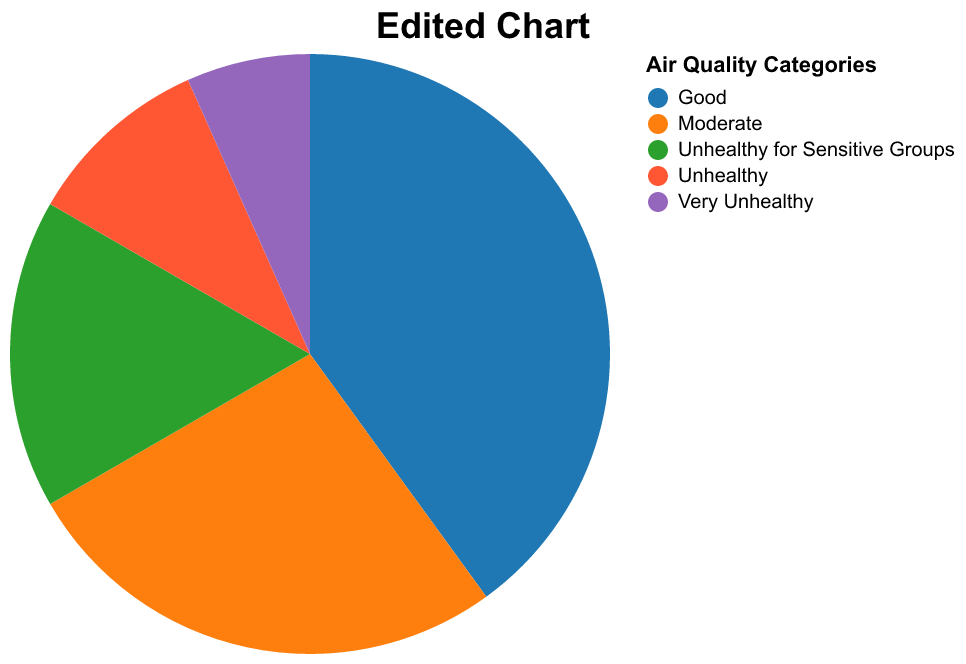 Edited Chart
Air Quality Categories
Good
Moderate
Unhealthy for Sensitive Groups
Unhealthy
Very Unhealthy